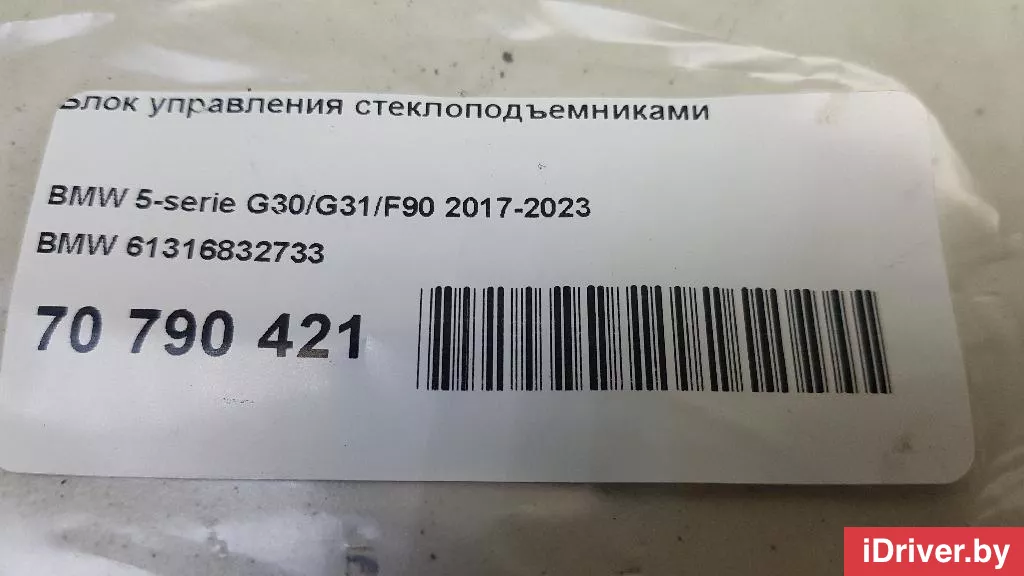 Блок управления стеклоподъемниками
BMW 5-serie G30/G31/F90 2017-2023
BMW 61316832733
70 790 421
iDriver.by